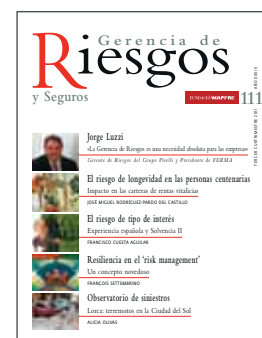 Gerencia de
Riesgos
y Seguros
FUNDACIÓN MAPFRE
111
TERCER CUATRIMESTRE 2011
Jorge Luzzi
«La Gerencia de Riesgos es una necesidad absoluta para las empresas»
Gerente de Riesgos del Grupo Pirelli y Presidente de FERMA
El riesgo de longevidad en las personas centenarias
Impacto en las carteras de rentas vitalicias
JOSÉ MIGUEL RODRÍGUEZ-PARDO DEL CASTILLO
El riesgo de tipo de interés
Experiencia española y Solvencia II
FRANCISCO CUESTA AGUILAR
Resiliencia en el 'risk management'
Un concepto novedoso
FRANÇOIS SETTEMBRINO
Observatorio de siniestros
Lorca: terremotos en la Ciudad del Sol
ALICIA OLIVAS